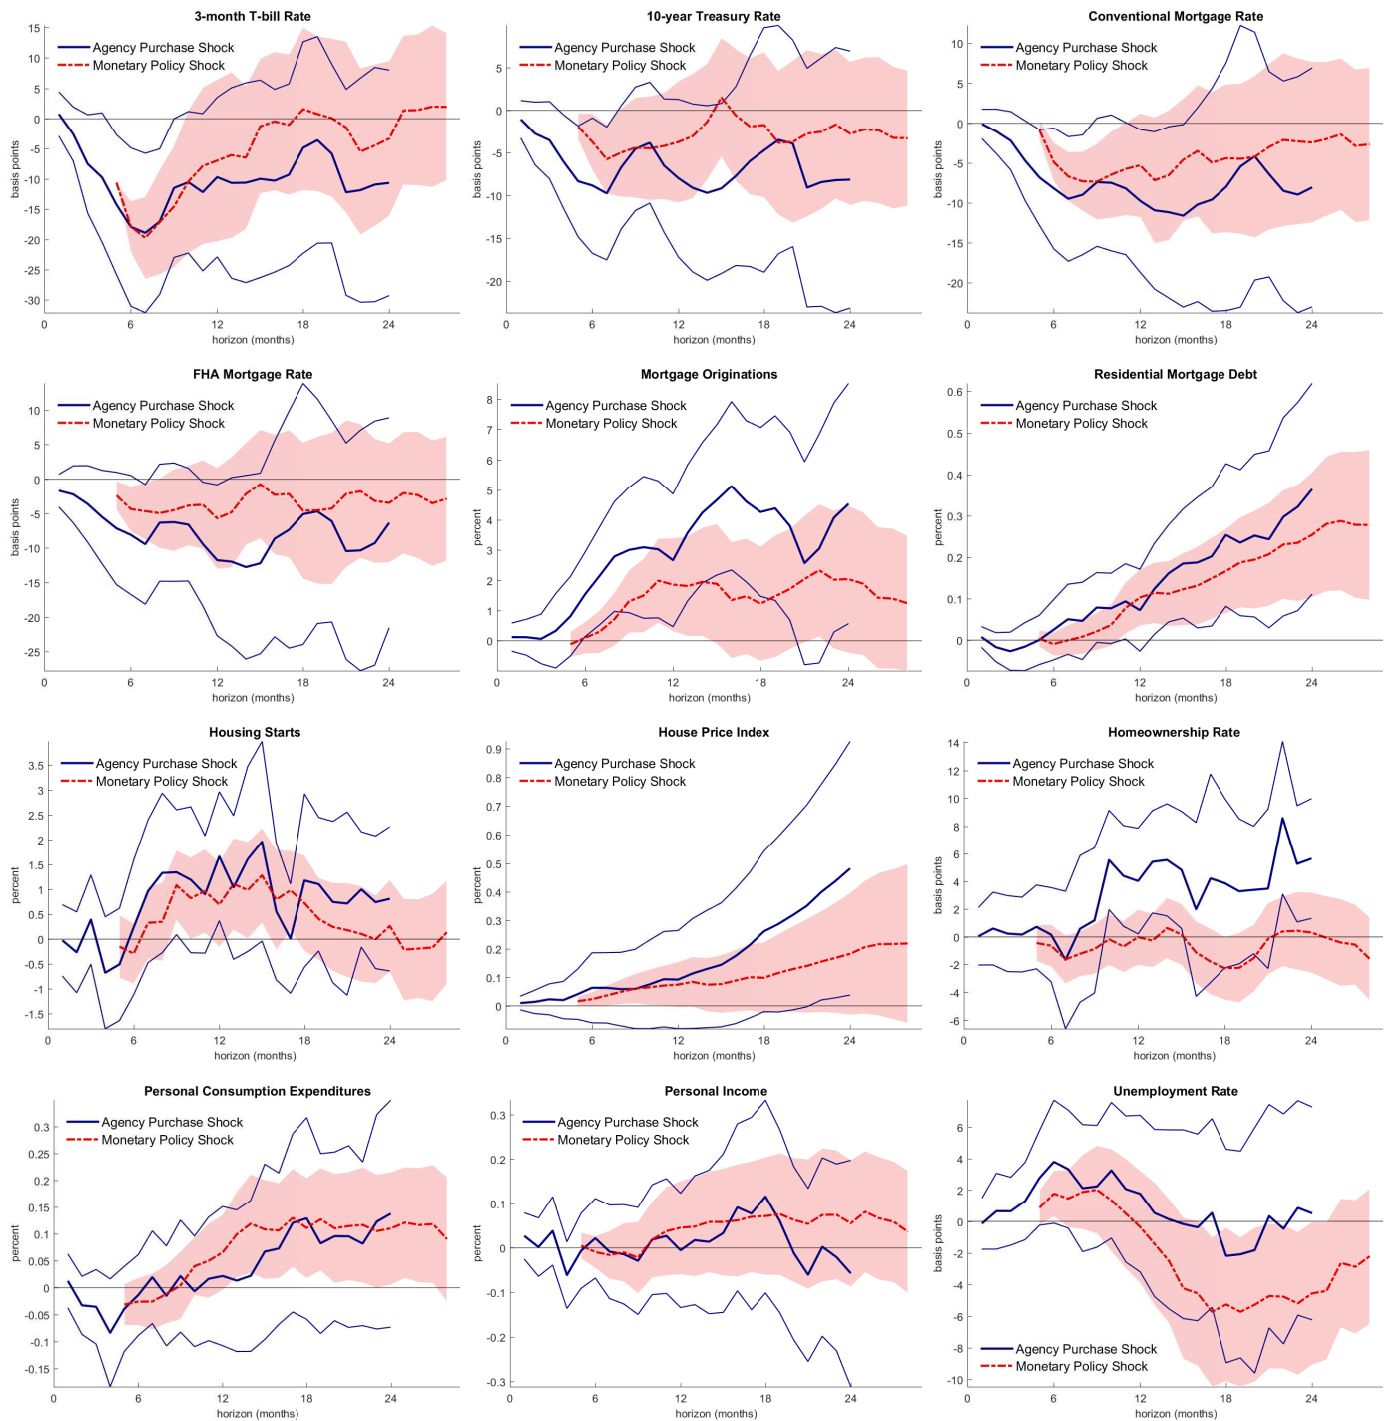 3-month T-bill Rate
Agency Purchase Shock
Monetary Policy Shock
basis points
15
10
5
0
-5
-10
-15
-20
-25
-30
0
6
12
18
24
horizon (months)
10-year Treasury Rate
Agency Purchase Shock
Monetary Policy Shock
basis points
5
0
-5
-10
-15
-20
0
6
12
18
24
horizon (months)
Conventional Mortgage Rate
Agency Purchase Shock
Monetary Policy Shock
basis points
10
5
0
-5
-10
-15
-20
0
6
12
18
24
horizon (months)
FHA Mortgage Rate
Agency Purchase Shock
Monetary Policy Shock
basis points
10
5
0
-5
-10
-15
-20
-25
0
6
12
18
24
horizon (months)
Mortgage Originations
Agency Purchase Shock
Monetary Policy Shock
percent
8
7
6
5
4
3
2
1
0
0
6
12
18
24
horizon (months)
Residential Mortgage Debt
Agency Purchase Shock
Monetary Policy Shock
percent
0.6
0.5
0.4
0.3
0.2
0.1
0
0
6
12
18
24
horizon (months)
Housing Starts
Agency Purchase Shock
Monetary Policy Shock
percent
3.5
3
2.5
2
1.5
1
0.5
0
-0.5
-1
-1.5
0
6
12
18
24
horizon (months)
House Price Index
Agency Purchase Shock
Monetary Policy Shock
percent
0.9
0.8
0.7
0.6
0.5
0.4
0.3
0.2
0.1
0
0
6
12
18
24
horizon (months)
Homeownership Rate
Agency Purchase Shock
Monetary Policy Shock
basis points
14
12
10
8
6
4
2
0
-2
-4
-6
0
6
12
18
24
horizon (months)
Personal Consumption Expenditures
Agency Purchase Shock
Monetary Policy Shock
percent
0.3
0.25
0.2
0.15
0.1
0.05
0
-0.05
-0.1
-0.15
0
6
12
18
24
horizon (months)
Personal Income
Agency Purchase Shock
Monetary Policy Shock
percent
0.3
0.2
0.1
0
-0.1
-0.2
-0.3
0
6
12
18
24
horizon (months)
Unemployment Rate
Agency Purchase Shock
Monetary Policy Shock
basis points
6
4
2
0
-2
-4
-6
-8
-10
0
6
12
18
24
horizon (months)